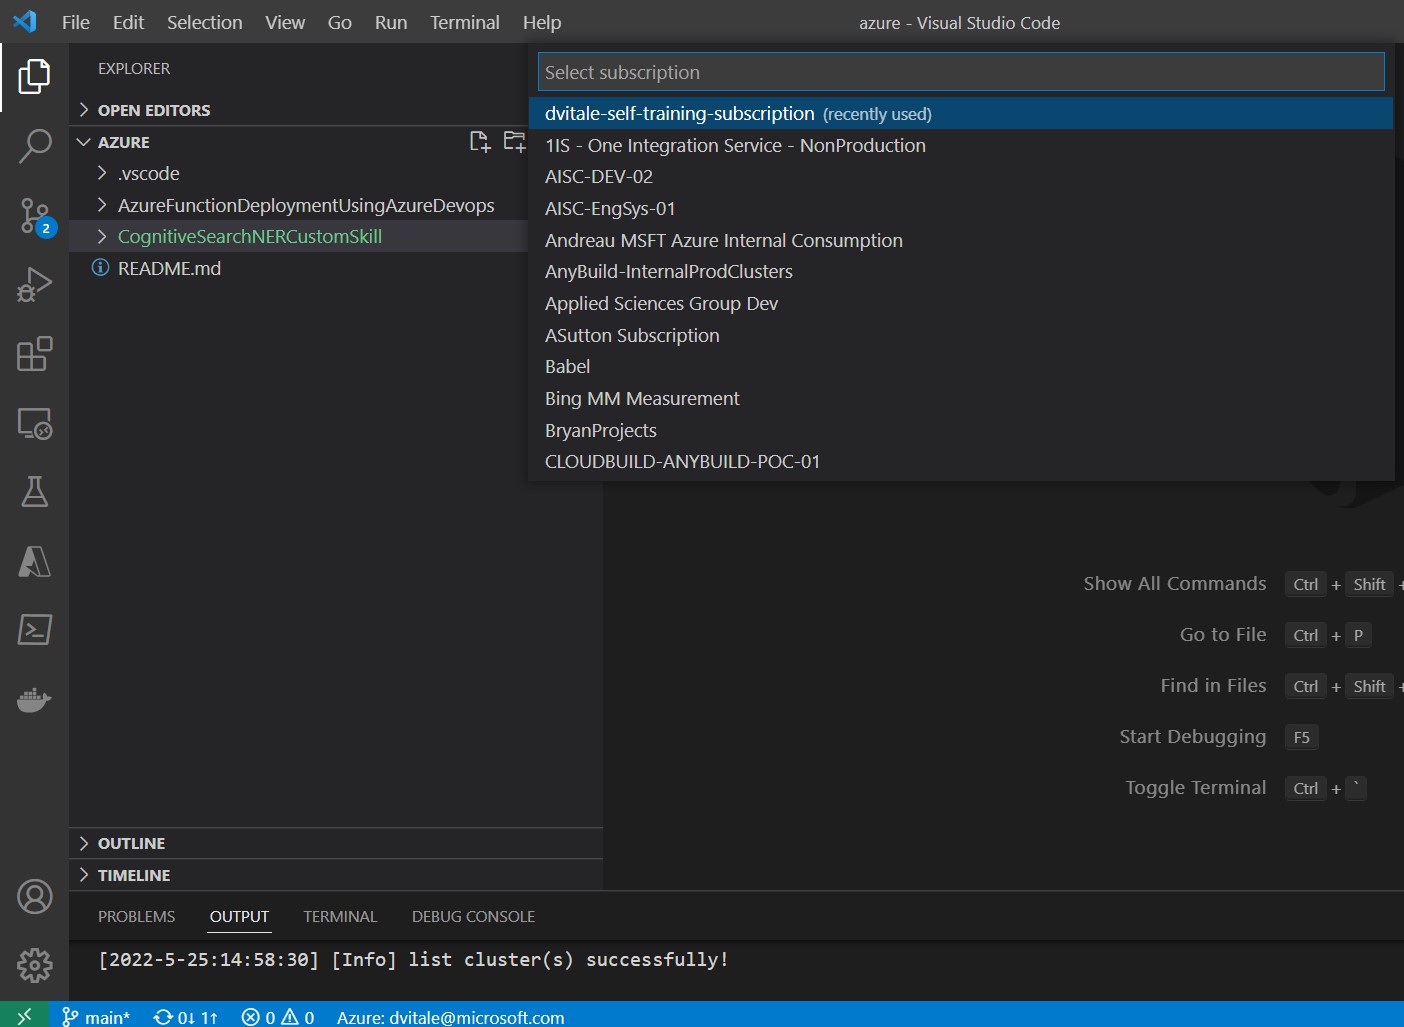 File Edit Selection View Go Run Terminal Help
azure - Visual Studio Code
EXPLORER
OPEN EDITORS
AZURE
.vscode
AzureFunctionDeploymentUsingAzureDevops
CognitiveSearchNERCustomSkill
README.md
2
Select subscription
dvitale-self-training-subscription (recently used)
1IS - One Integration Service - NonProduction
AISC-DEV-02
AISC-EngSys-01
Andreau MSFT Azure Internal Consumption
AnyBuild-InternalProdClusters
Applied Sciences Group Dev
ASutton Subscription
Babel
Bing MM Measurement
BryanProjects
CLOUDBUILD-ANYBUILD-POC-01
Show All Commands Ctrl + Shift +
Go to File Ctrl + P
Find in Files Ctrl + Shift +
Start Debugging F5
Toggle Terminal Ctrl + `
OUTLINE
TIMELINE
PROBLEMS OUTPUT TERMINAL DEBUG CONSOLE
[2022-5-25:14:58:30] [Info] list cluster(s) successfully!
main* 0↓ 1↑ 0 0 Azure: dvitale@microsoft.com